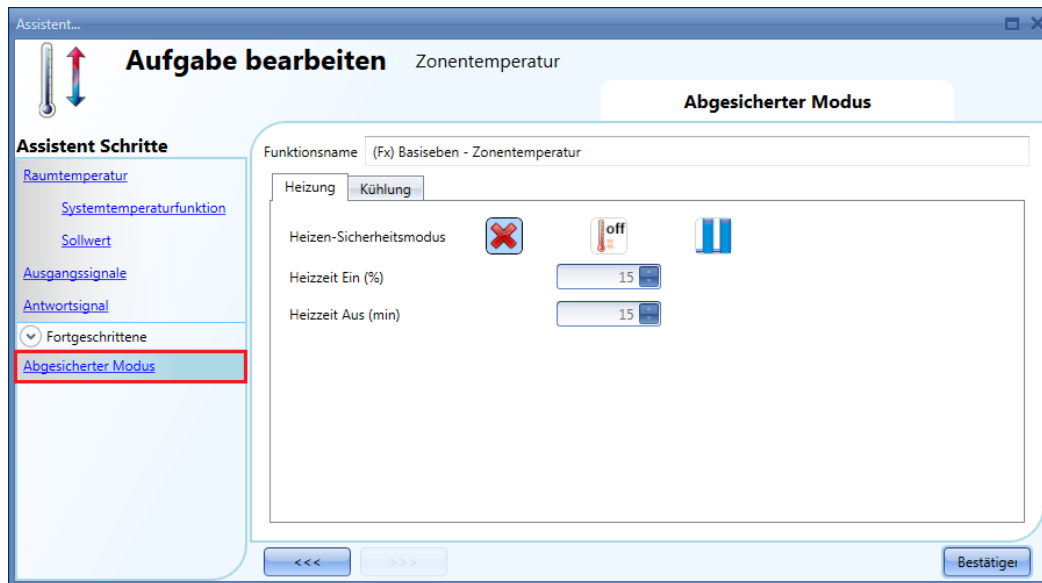 Assistent...
Aufgabe bearbeiten Zonentemperatur
Abgesicherter Modus
Assistent Schritte
Raumtemperatur
Systemtemperaturfunktion
Sollwert
Ausgangssignale
Antwortsignal
Fortgeschrittene
Abgesicherter Modus
Funktionsname (Fx) Basiseben - Zonentemperatur
Heizung Kühlung
Heizen-Sicherheitsmodus off
Heizzeit Ein (%) 15
Heizzeit Aus (min) 15
<<< >>> Bestätiger